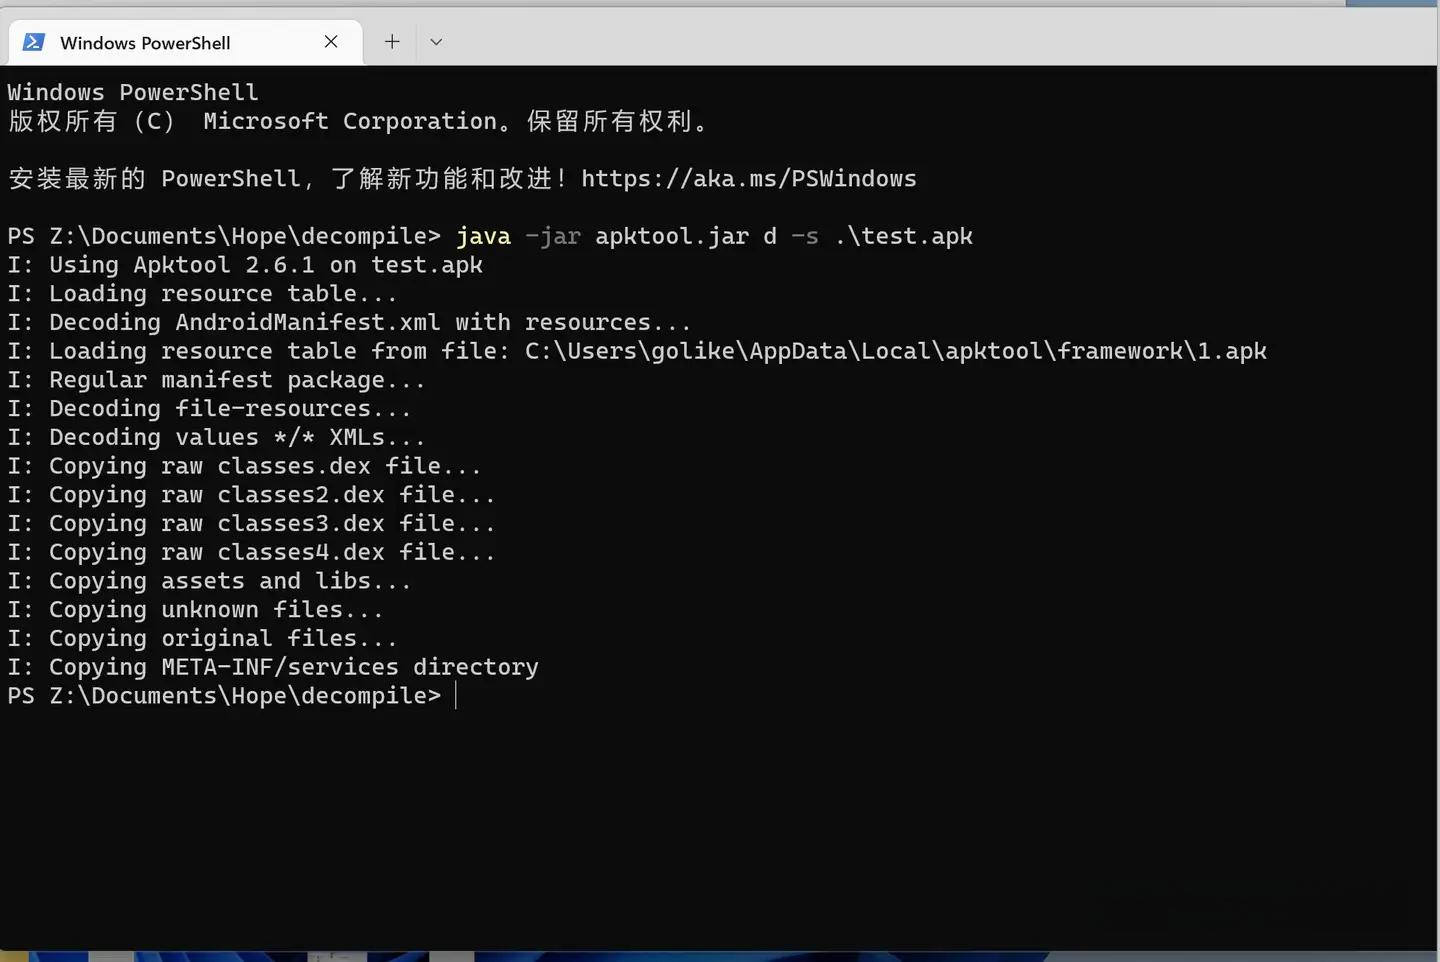 Windows PowerShell
Windows PowerShell
版权所有 (C) Microsoft Corporation。保留所有权利。
安装最新的 PowerShell，了解新功能和改进！https://aka.ms/PSWindows
PS Z:\Documents\Hope\decompile> java -jar apktool.jar d -s .\test.apk
I: Using Apktool 2.6.1 on test.apk
I: Loading resource table...
I: Decoding AndroidManifest.xml with resources...
I: Loading resource table from file: C:\Users\golike\AppData\Local\apktool\framework\1.apk
I: Regular manifest package...
I: Decoding file-resources...
I: Decoding values */* XMLs...
I: Copying raw classes.dex file...
I: Copying raw classes2.dex file...
I: Copying raw classes3.dex file...
I: Copying raw classes4.dex file...
I: Copying assets and libs...
I: Copying unknown files...
I: Copying original files...
I: Copying META-INF/services directory
PS Z:\Documents\Hope\decompile>